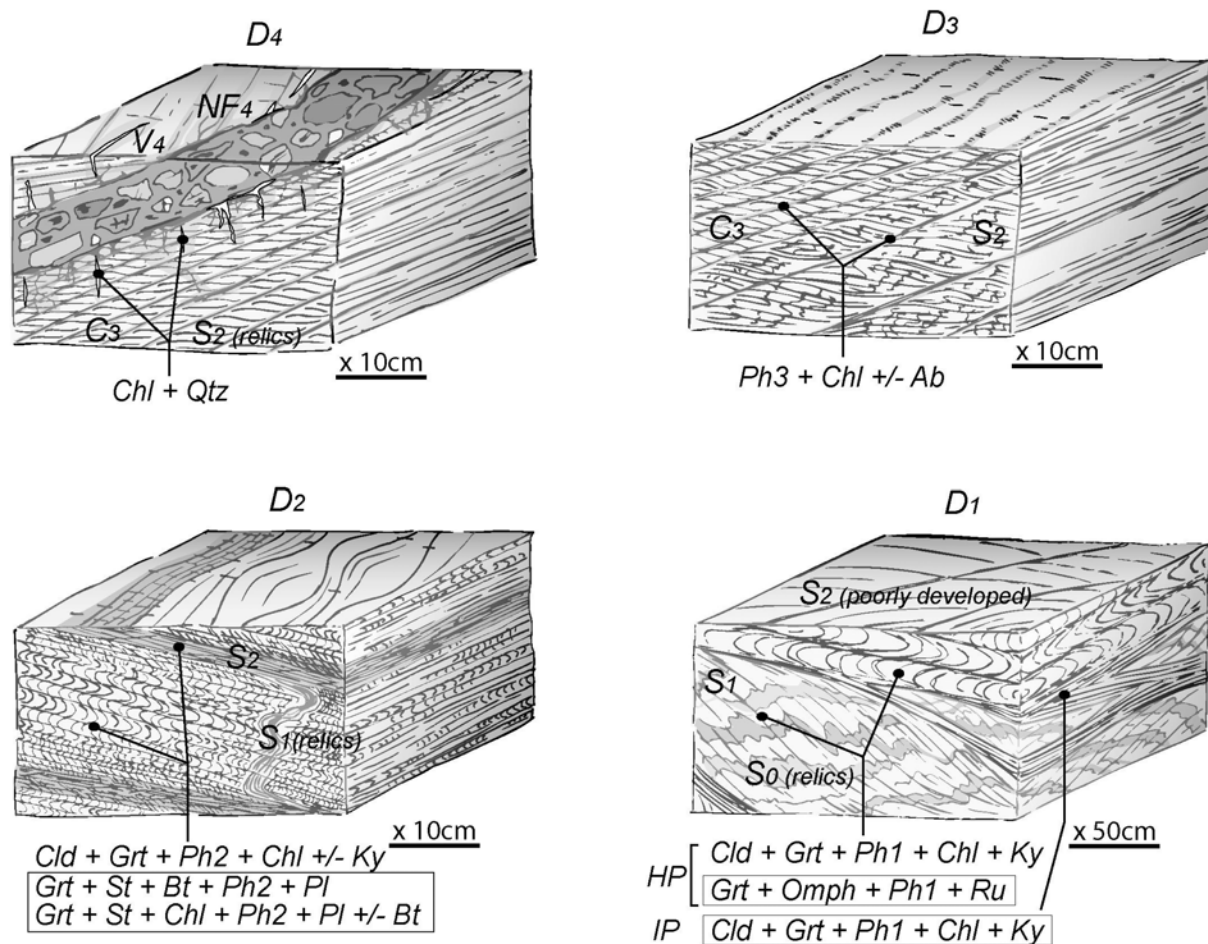 D4
NF4
V4
C3
S2 (relics)
x 10cm
Chl + Qtz
D3
C3
S2
x 10cm
Ph3 + Chl +/- Ab
D2
S2
S1 (relics)
x 10cm
Cld + Grt + Ph2 + Chl +/- Ky
Grt + St + Bt + Ph2 + Pl
Grt + St + Chl + Ph2 + Pl +/- Bt
D1
S2 (poorly developed)
S1
S0 (relics)
x 50cm
HP
Cld + Grt + Ph1 + Chl + Ky
Grt + Omph + Ph1 + Ru
IP Cld + Grt + Ph1 + Chl + Ky